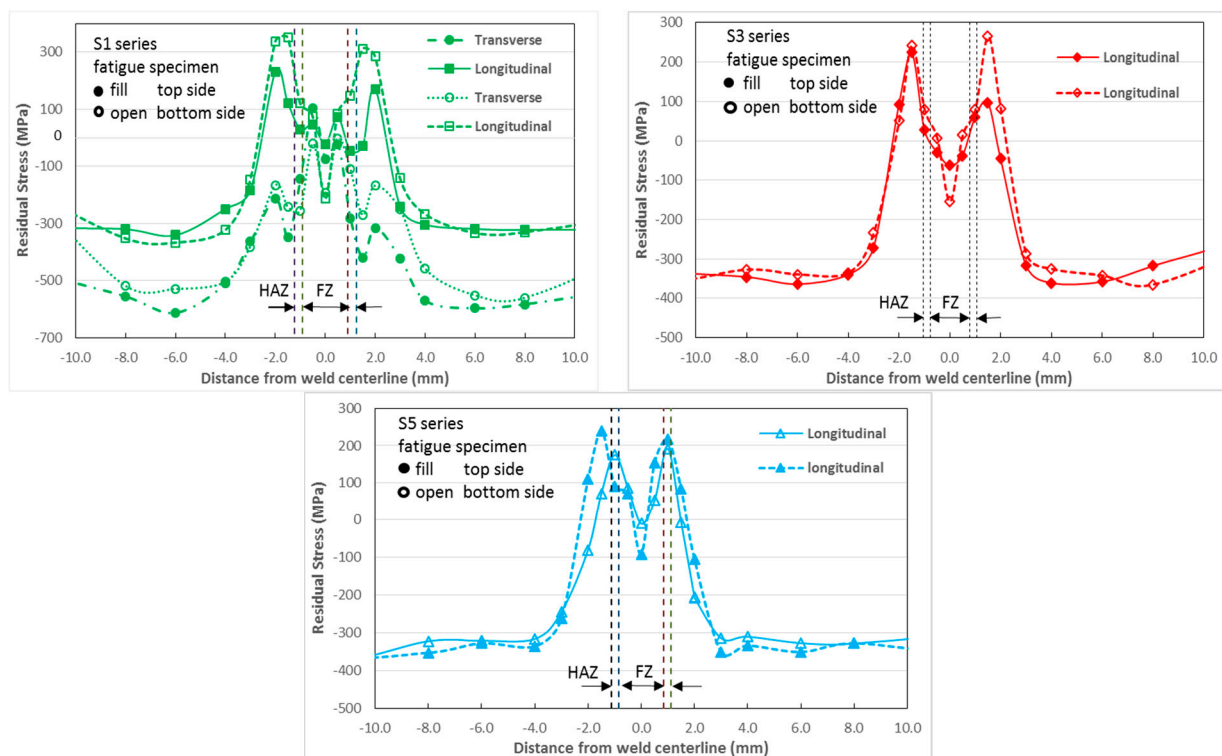 S1 series
fatigue specimen
fill top side
open bottom side
Transverse
Longitudinal
Transverse
Longitudinal
Residual Stress (MPa)
300
100
0
-100
-300
-500
-700
HAZ FZ
-10.0 -8.0 -6.0 -4.0 -2.0 0.0 2.0 4.0 6.0 8.0 10.0
Distance from weld centerline (mm)
S3 series
fatigue specimen
fill top side
open bottom side
Longitudinal
Longitudinal
Residual Stress (MPa)
300
200
100
0
-100
-200
-300
-400
-500
HAZ FZ
-10.0 -8.0 -6.0 -4.0 -2.0 0.0 2.0 4.0 6.0 8.0 10.0
Distance from weld centerline (mm)
S5 series
fatigue specimen
fill top side
open bottom side
Longitudinal
longitudinal
Residual Stress (MPa)
300
200
100
0
-100
-200
-300
-400
-500
HAZ FZ
-10.0 -8.0 -6.0 -4.0 -2.0 0.0 2.0 4.0 6.0 8.0 10.0
Distance from weld centerline (mm)